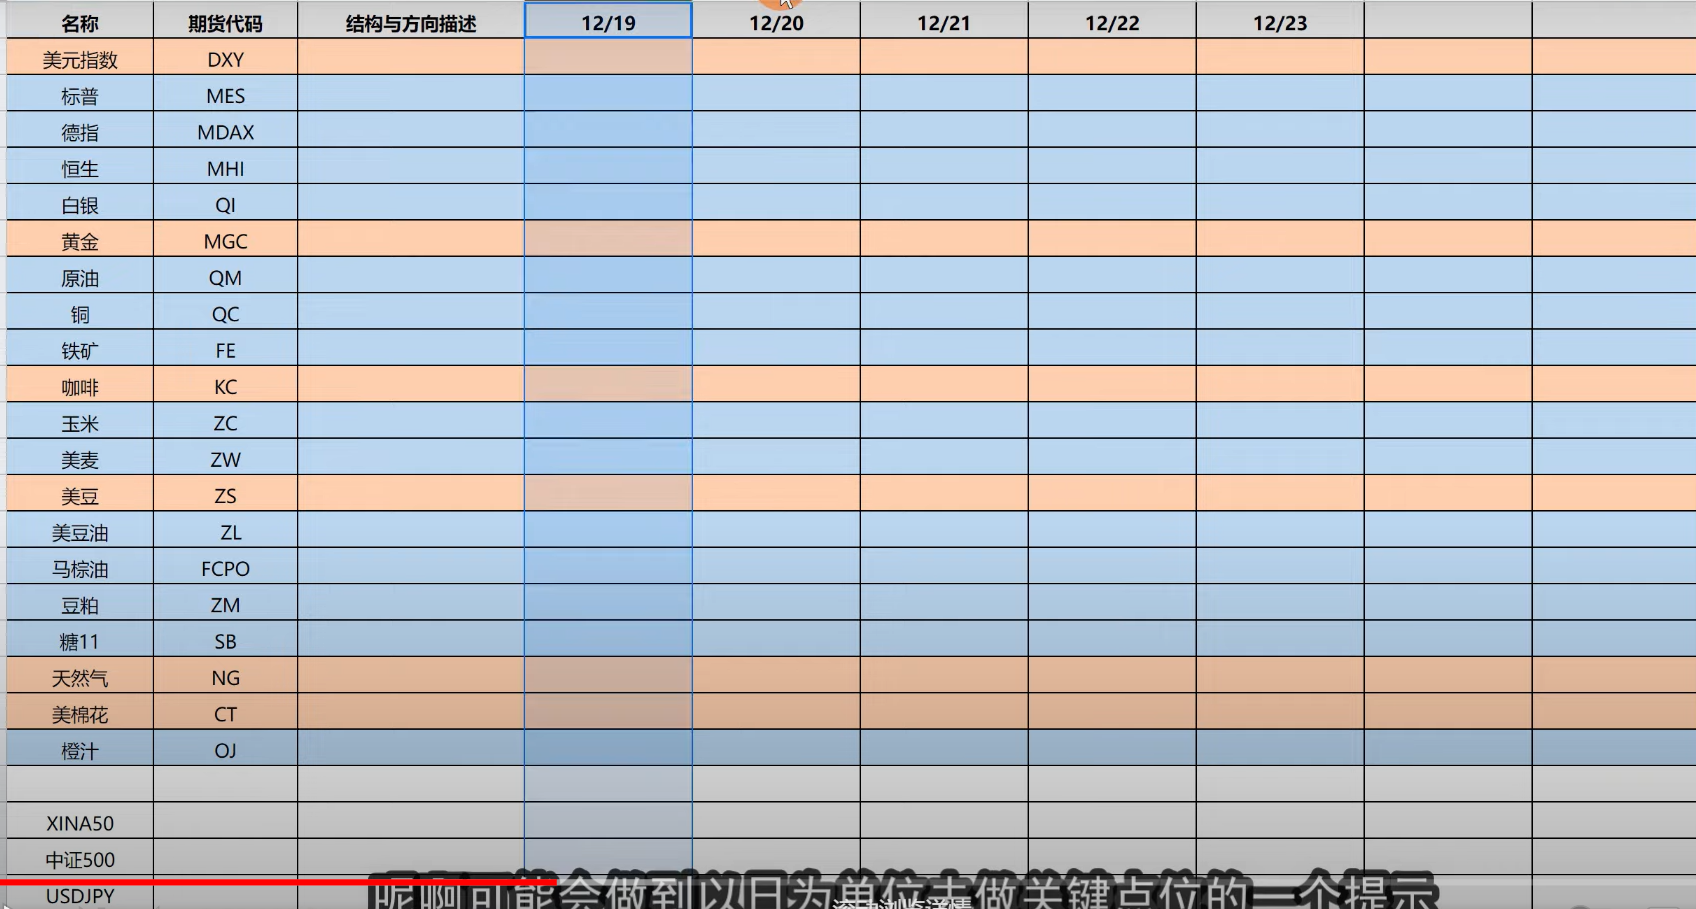 名称 期货代码 结构与方向描述 12/19 12/20 12/21 12/22 12/23
美元指数 DXY
标普 MES
德指 MDAX
恒生 MHI
白银 QI
黄金 MGC
原油 QM
铜 QC
铁矿 FE
咖啡 KC
玉米 ZC
美麦 ZW
美豆 ZS
美豆油 ZL
马棕油 FCPO
豆粕 ZM
糖11 SB
天然气 NG
美棉花 CT
橙汁 OJ
XINA50
中证500
USDJPY
呢啊可能会做到以日为单位去做关键点位的一个提示
滚动浏览详情